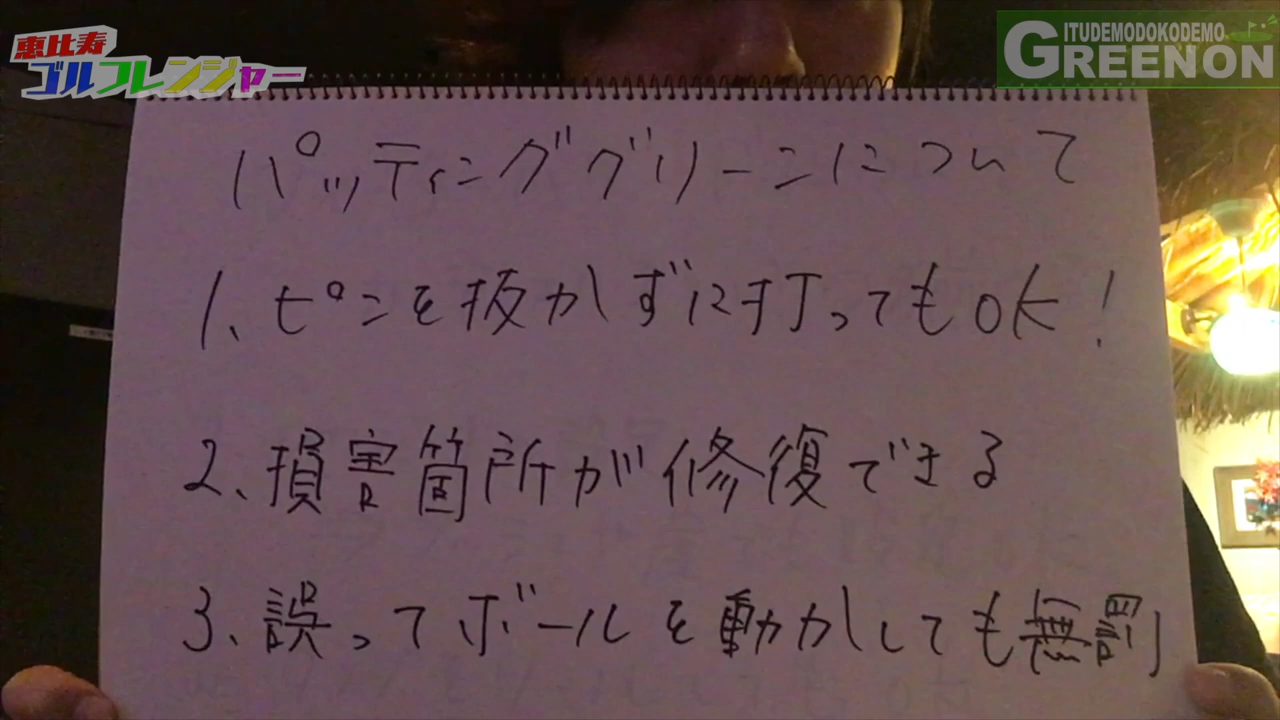 恵比寿
ゴルフレンジャー
ITUDEMODOKODEMO
GREENON
パッティンググリーンについて
1、ピンを抜かずに打ってもOK!
2、損害箇所が修復できる
3、誤ってボールを動かしても無罰